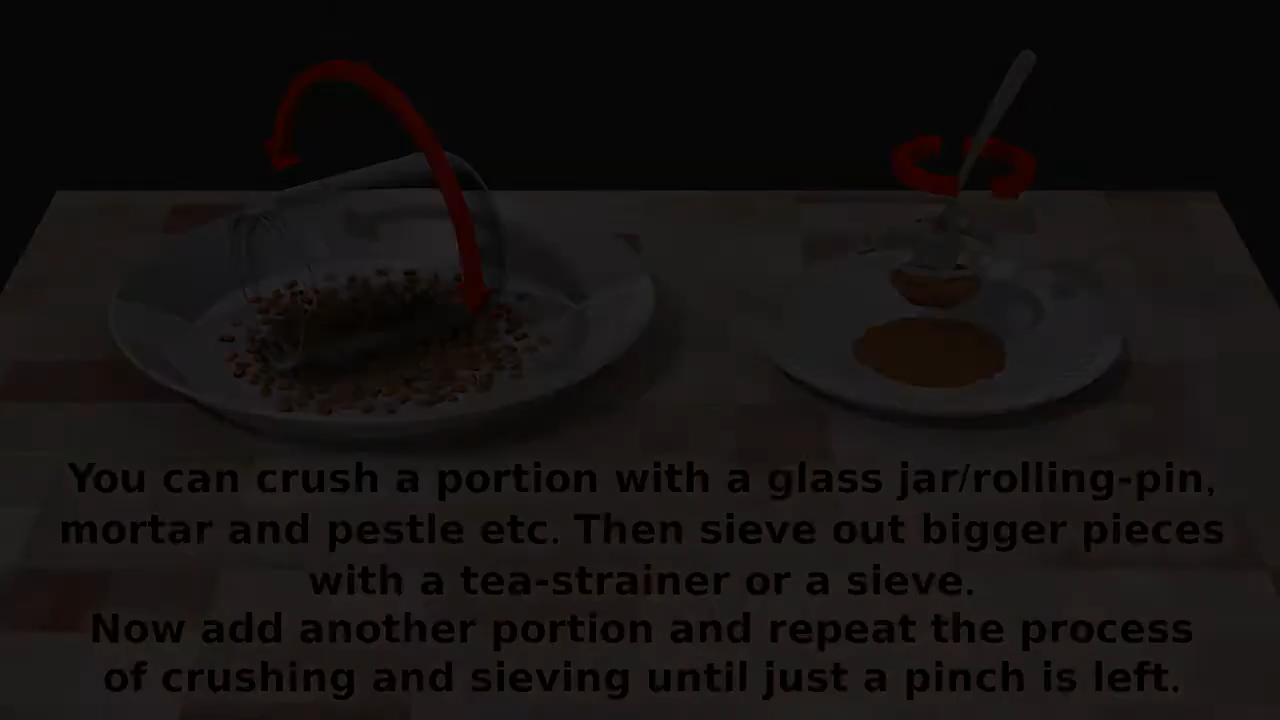 You can crush a portion with a glass jar/rolling-pin,
mortar and pestle etc. Then sieve out bigger pieces
with a tea-strainer or a sieve.
Now add another portion and repeat the process
of crushing and sieving until just a pinch is left.